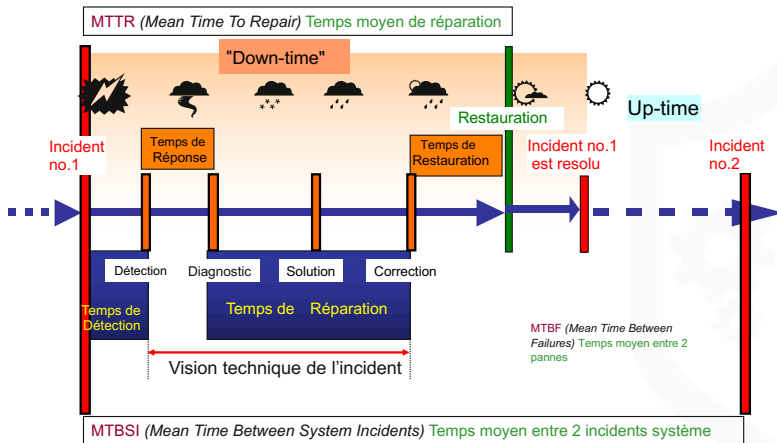 MTTR (Mean Time To Repair) Temps moyen de réparation
"Down-time"
Up-time
Restauration
Incident
no.1
Temps de
Réponse
Temps de
Restauration
Incident no.1
est resolu
Incident
no.2
Détection
Diagnostic
Solution
Correction
Temps de
Détection
Temps de Réparation
MTBF (Mean Time Between
Failures) Temps moyen entre 2
pannes
Vision technique de l'incident
MTBSI (Mean Time Between System Incidents) Temps moyen entre 2 incidents système